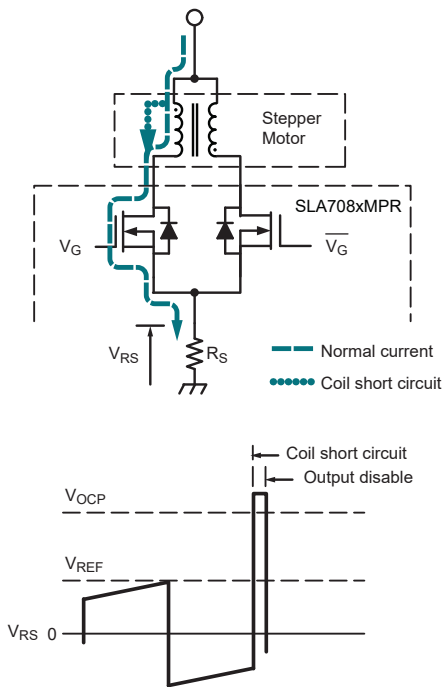 Stepper
Motor
SLA708xMPR
VG
VG
VRS
RS
Normal current
Coil short circuit
Coil short circuit
Output disable
VOCP
VREF
VRS 0